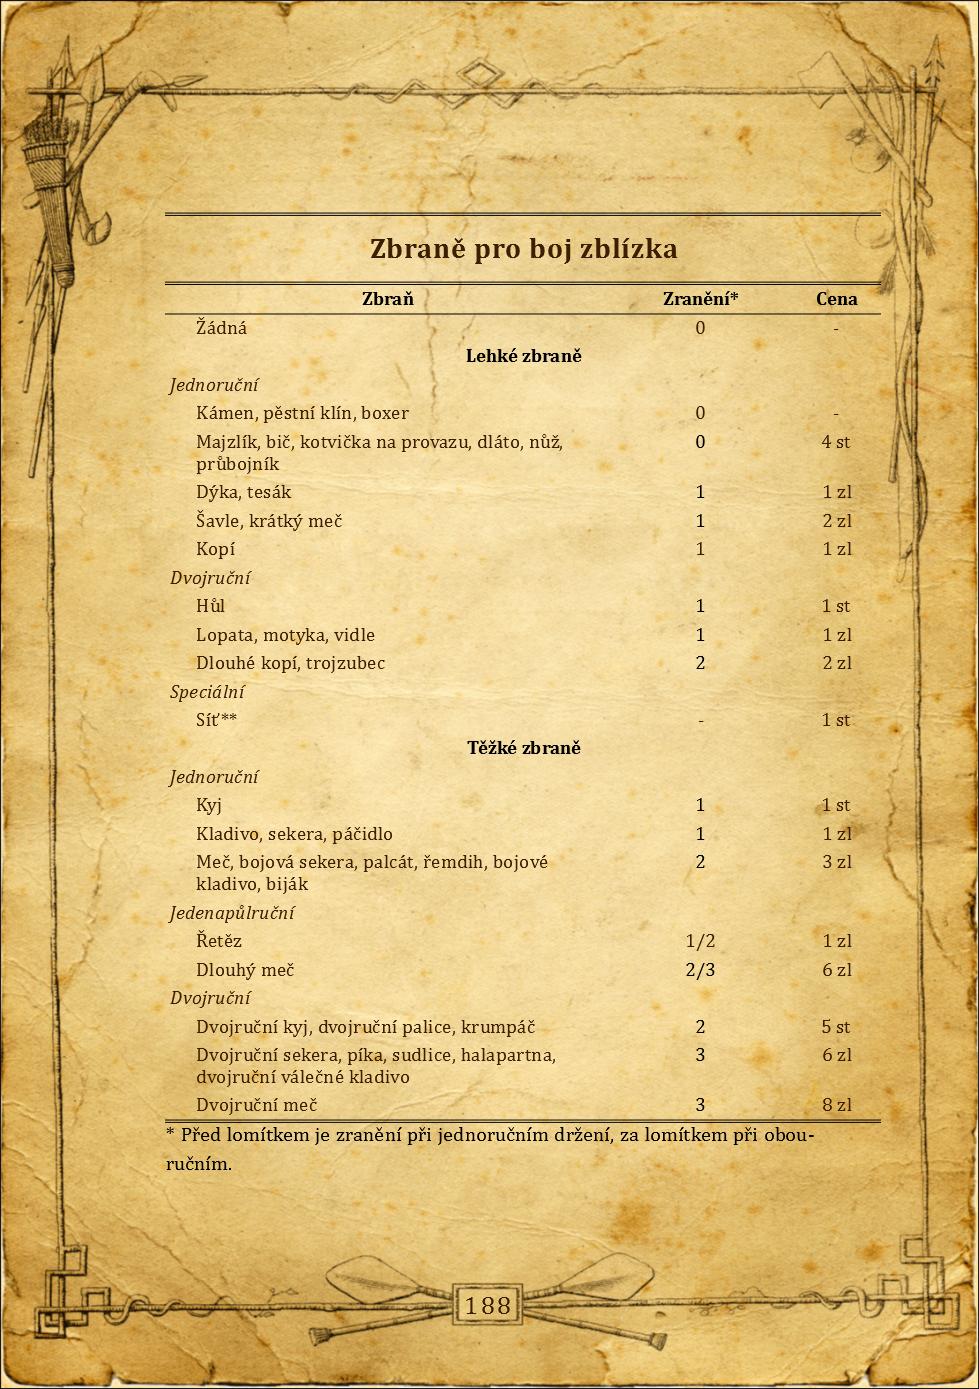 Zbraně pro boj zblízka
Zbraň Zranění* Cena
Žádná 0 -
Lehké zbraně
Jednoruční
Kámen, pěstní klín, boxer 0 -
Majzlík, bič, kotvička na provazu, dláto, nůž, 0 4 st
průbojník
Dýka, tesák 1 1 zl
Šavle, krátký meč 1 2 zl
Kopí 1 1 zl
Dvojruční
Hůl 1 1 st
Lopata, motyka, vidle 1 1 zl
Dlouhé kopí, trojzubec 2 2 zl
Speciální
Síť** - 1 st
Těžké zbraně
Jednoruční
Kyj 1 1 st
Kladivo, sekera, páčidlo 1 1 zl
Meč, bojová sekera, palcát, řemdih, bojové 2 3 zl
kladivo, biják
Jedenapůlruční
Řetěz 1/2 1 zl
Dlouhý meč 2/3 6 zl
Dvojruční
Dvojruční kyj, dvojruční palice, krumpáč 2 5 st
Dvojruční sekera, píka, sudlice, halapartna, 3 6 zl
dvojruční válečné kladivo
Dvojruční meč 3 8 zl
* Před lomítkem je zranění při jednoručním držení, za lomítkem při obou-
ručním.
188